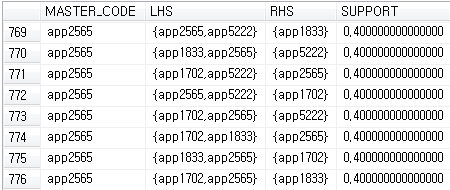 MASTER_CODE LHS RHS SUPPORT
769 app2565 {app2565,app5222} {app1833} 0,400000000000000
770 app2565 {app1833,app2565} {app5222} 0,400000000000000
771 app2565 {app1702,app5222} {app2565} 0,400000000000000
772 app2565 {app2565,app5222} {app1702} 0,400000000000000
773 app2565 {app1702,app2565} {app5222} 0,400000000000000
774 app2565 {app1702,app1833} {app2565} 0,400000000000000
775 app2565 {app1833,app2565} {app1702} 0,400000000000000
776 app2565 {app1702,app2565} {app1833} 0,400000000000000